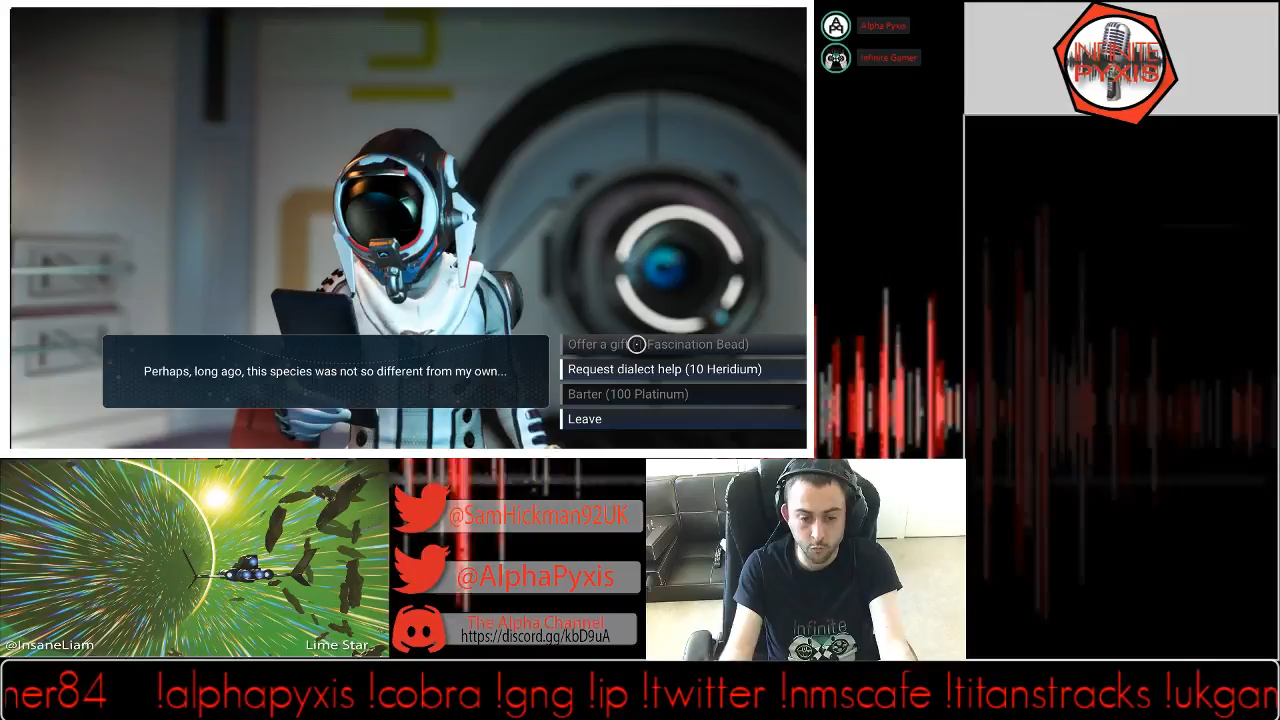 Alpha Pyxis
Infinite Gamer
INFINITE
PYXIS
Perhaps, long ago, this species was not so different from my own...
Offer a gift Fascination Bead)
Request dialect help (10 Heridium)
Barter (100 Platinum)
Leave
@InsaneLiam
Lime Star
@SamHickman92UK
@AlphaPyxis
The Alpha Channel
https://discord.gg/kbD9uA
Infinite
ner84 !alphapyxis !cobra !gng !ip !twitter !nmscafe !titanstracks !ukgan